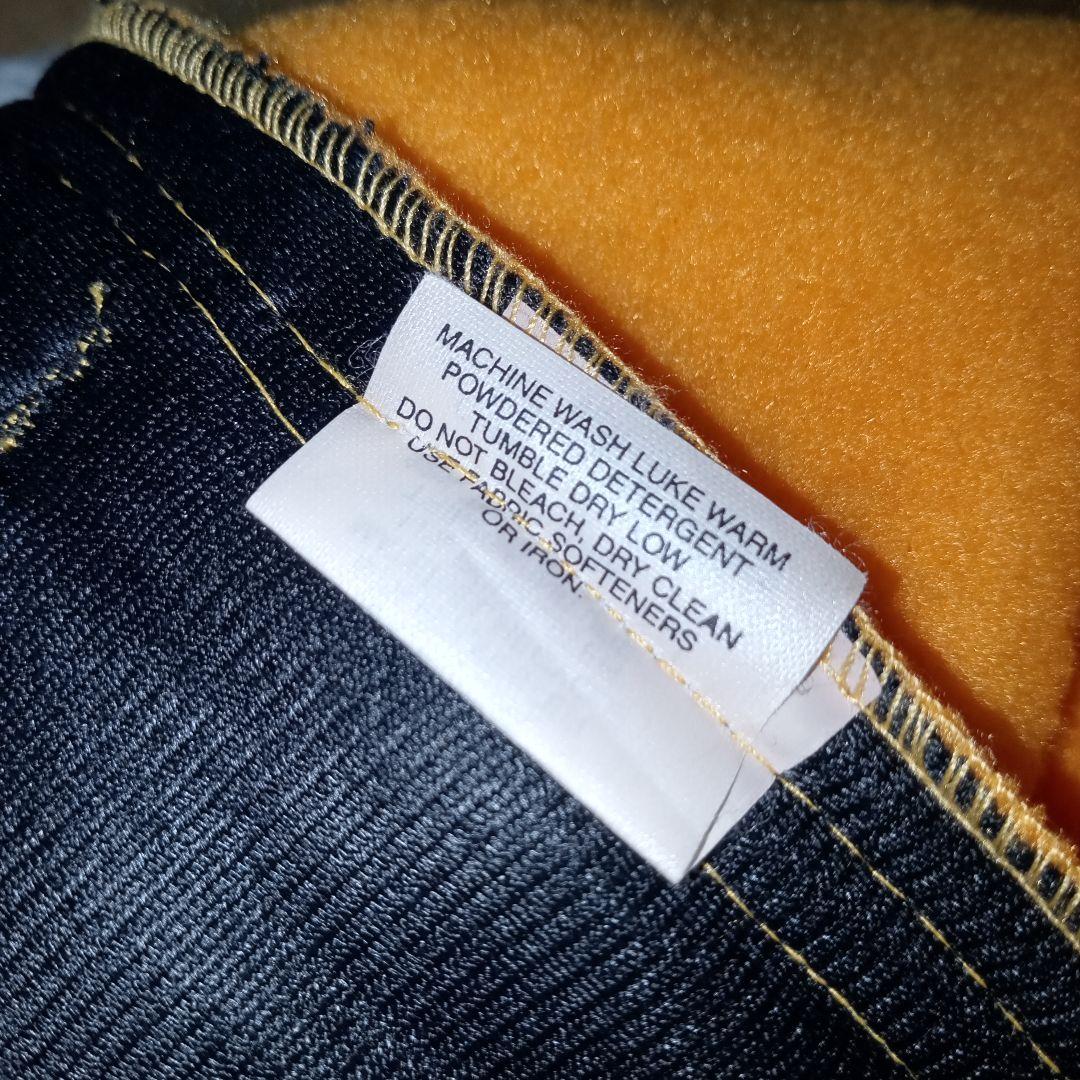 MACHINE WASH LUKE WARM
POWDERED DETERGENT
TUMBLE DRY LOW
DO NOT BLEACH, DRY CLEAN
USE FABRIC SOFTENERS
OR IRON.